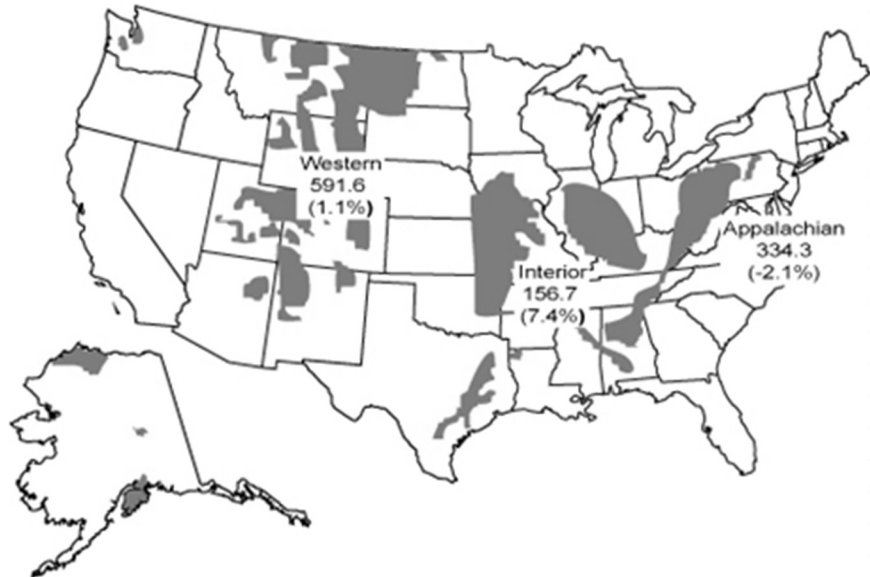 Western
591.6
(1.1%)
Appalachian
334.3
(-2.1%)
Interior
156.7
(7.4%)